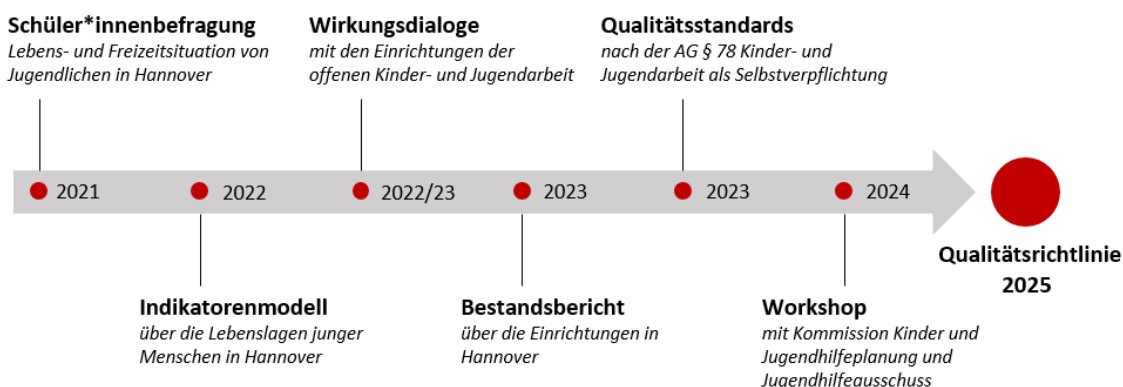 Schüler*innenbefragung
Lebens- und Freizeitsituation von
Jugendlichen in Hannover
Wirkungsdialoge
mit den Einrichtungen der
offenen Kinder- und Jugendarbeit
Qualitätsstandards
nach der AG § 78 Kinder- und
Jugendarbeit als Selbstverpflichtung
2021
2022
2022/23
2023
2023
2024
Qualitätsrichtlinie
2025
Indikatorenmodell
über die Lebenslagen junger
Menschen in Hannover
Bestandsbericht
über die Einrichtungen in
Hannover
Workshop
mit Kommission Kinder und
Jugendhilfeplanung und
Jugendhilfeausschuss